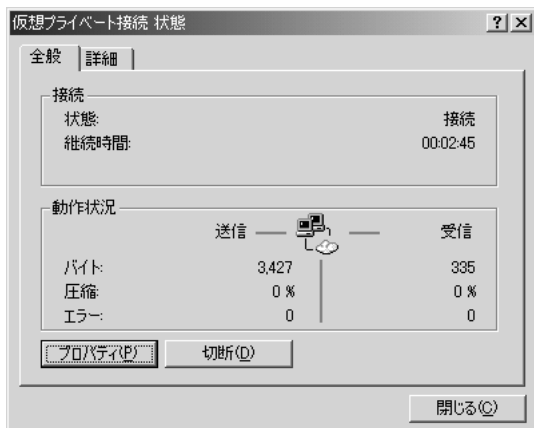 仮想プライベート接続 状態
全般 詳細
接続
状態: 接続
継続時間: 00:02:45
動作状況
送信 受信
バイト: 3,427 335
圧縮: 0 % 0 %
エラー: 0 0
プロパティ(P) 切断(D)
閉じる(C)